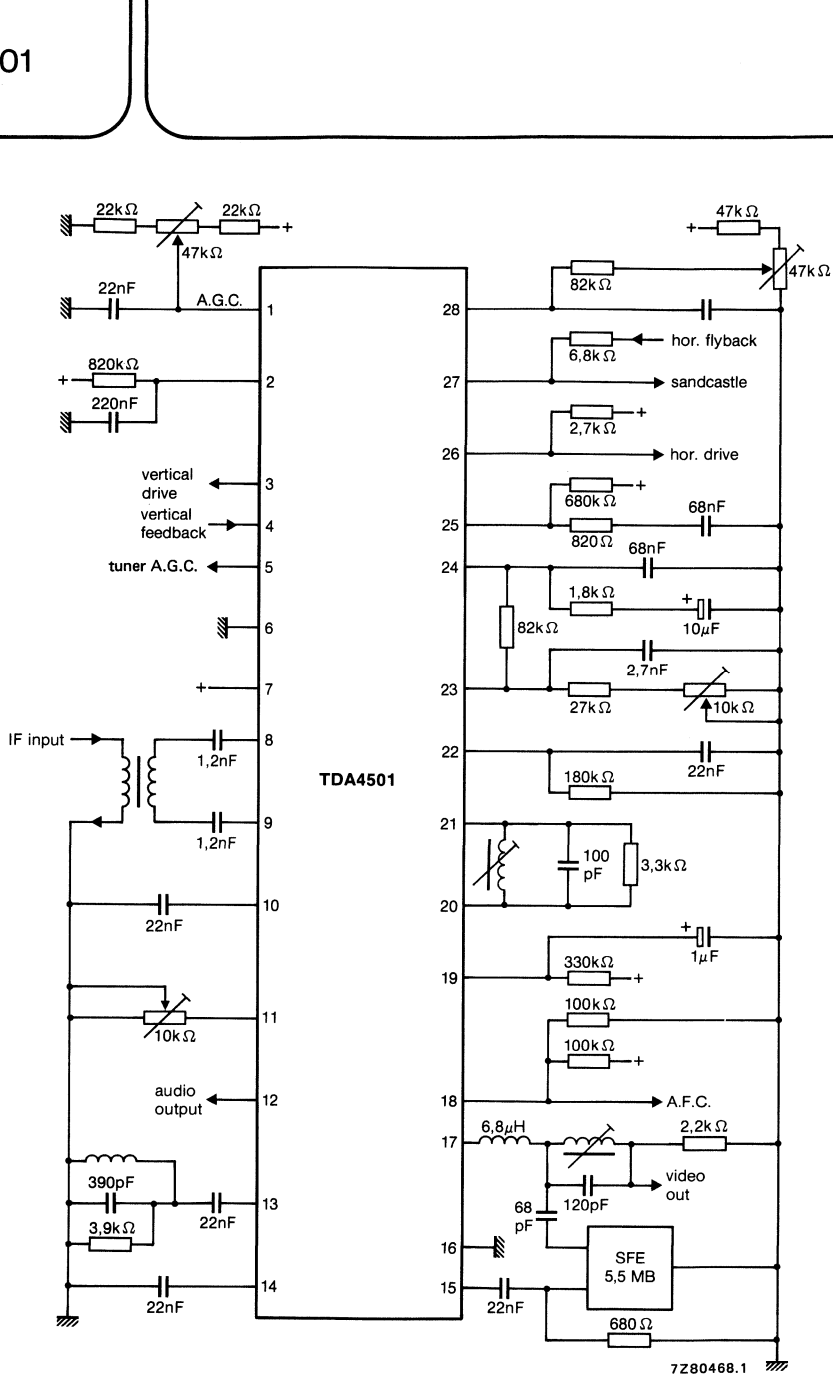 01
22kΩ 22kΩ +
47kΩ
22nF A.G.C. 1
820kΩ
+ 2
220nF
vertical
drive 3
vertical
feedback 4
tuner A.G.C. 5
6
+ 7
IF input 8
1,2nF
9
1,2nF
10
22nF
11
10kΩ
audio
output 12
390pF
13
22nF
3,9kΩ
14
22nF
TDA4501
47kΩ
+
47kΩ
82kΩ
28
hor. flyback
6,8kΩ
27 sandcastle
+
2,7kΩ
26 hor. drive
+
680kΩ
68nF
25
820Ω
68nF
24
1,8kΩ +
10µF
82kΩ
2,7nF
23
27kΩ 10kΩ
22
22nF
180kΩ
21
100
pF
3,3kΩ
20
+
1µF
330kΩ
19 +
100kΩ
100kΩ
+
18 A.F.C.
17 6,8µH 2,2kΩ
video
out
120pF
68
pF
16
SFE
5,5 MB
15
22nF
680Ω
7Z80468.1